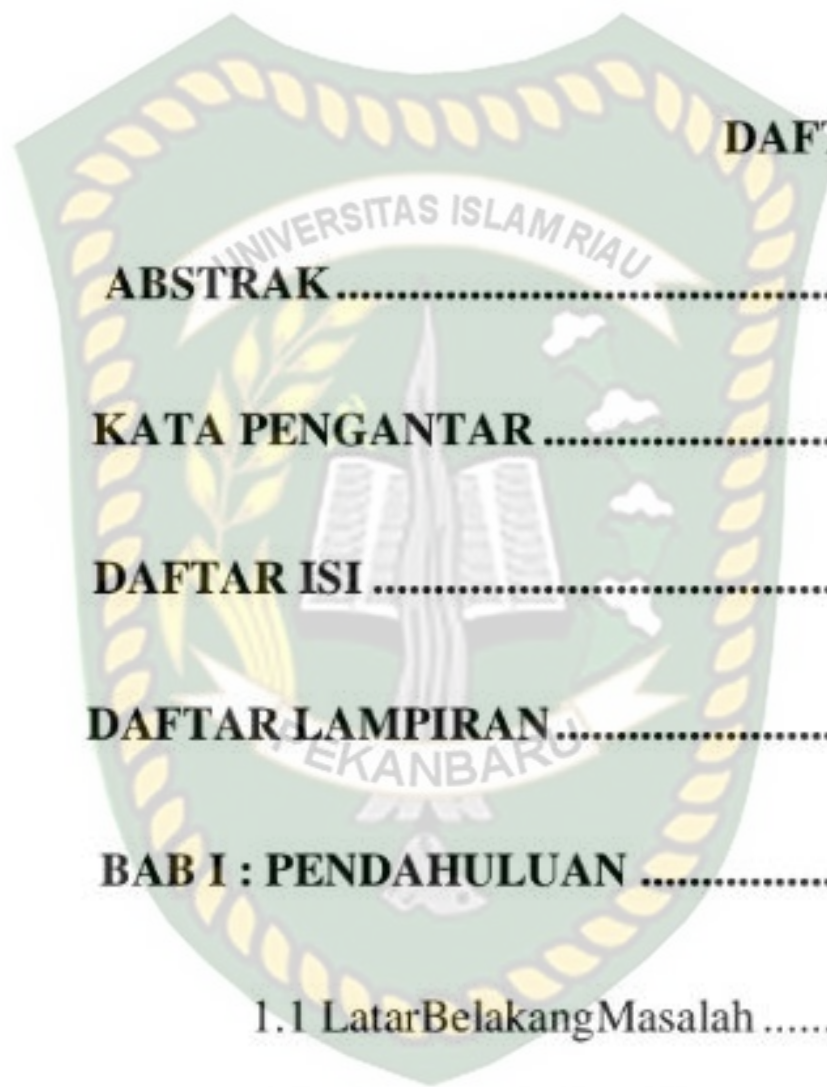 DAFT
UNIVERSITAS ISLAM RIAU
ABSTRAK..........................................
KATA PENGANTAR ........................
DAFTAR ISI ......................................
DAFTAR LAMPIRAN.......................
PEKANBARU
BAB I : PENDAHULUAN ................
1.1 LatarBelakangMasalah ......